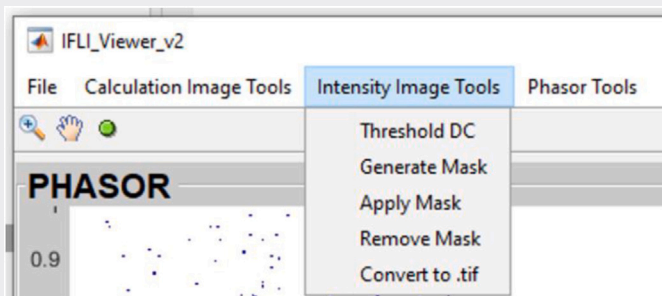 IFLI_Viewer_v2
File Calculation Image Tools Intensity Image Tools Phasor Tools
Threshold DC
Generate Mask
Apply Mask
Remove Mask
Convert to .tif
PHASOR
0.9